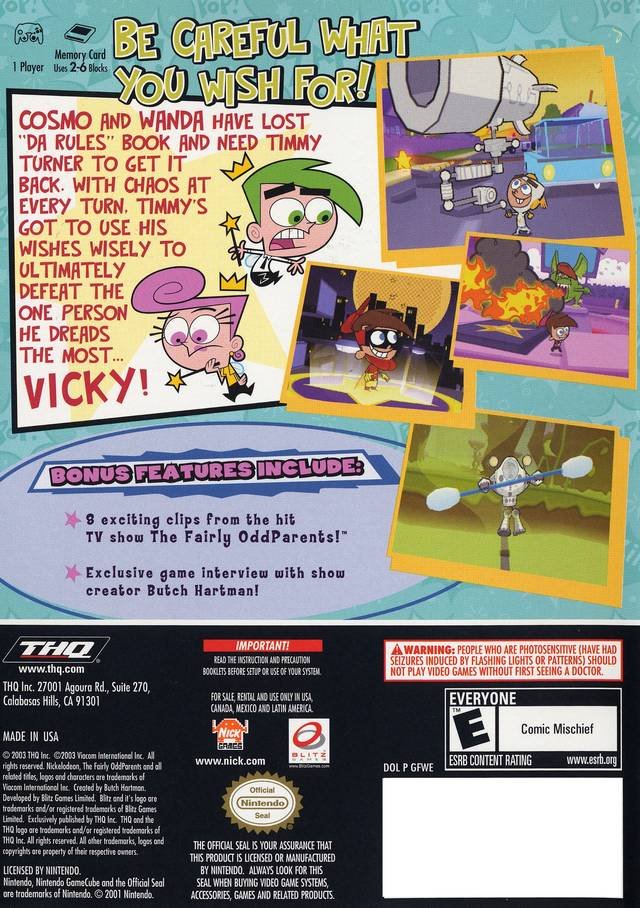 BE CAREFUL WHAT
YOU WISH FOR!
1 Player
Memory Card
Uses 2-6 Blocks
COSMO AND WANDA HAVE LOST
"DA RULES" BOOK AND NEED TIMMY
TURNER TO GET IT
BACK. WITH CHAOS AT
EVERY TURN, TIMMY'S
GOT TO USE HIS
WISHES WISELY TO
ULTIMATELY
DEFEAT THE
ONE PERSON
HE DREADS
THE MOST...
VICKY!
BONUS FEATURES INCLUDE:
8 exciting clips from the hit
TV show The Fairly OddParents!™
Exclusive game interview with show
creator Butch Hartman!
THQ
www.thq.com
THQ Inc. 27001 Agoura Rd., Suite 270,
Calabasas Hills, CA 91301
MADE IN USA
© 2003 THQ Inc. ©2003 Viacom International Inc. All
rights reserved. Nickelodeon, The Fairly OddParents and all
related titles, logos and characters are trademarks of
Viacom International Inc. Created by Butch Hartman.
Developed by Blitz Games Limited. Blitz and it's logo are
trademarks and/or registered trademarks of Blitz Games
Limited. Exclusively published by THQ Inc. THQ and the
THQ logo are trademarks and/or registered trademarks of
THQ Inc. All rights reserved. All other trademarks, logos and
copyrights are property of their respective owners.
LICENSED BY NINTENDO.
Nintendo, Nintendo GameCube and the Official Seal
are trademarks of Nintendo. © 2001 Nintendo.
IMPORTANT!
READ THE INSTRUCTION AND PRECAUTION
BOOKLETS BEFORE SETUP OR USE OF YOUR SYSTEM.
FOR SALE, RENTAL AND USE ONLY IN USA,
CANADA, MEXICO AND LATIN AMERICA.
NICK
GAMES
www.nick.com
BLITZ
GAMES
www.BlitzGames.com
Official
Nintendo
Seal
THE OFFICIAL SEAL IS YOUR ASSURANCE THAT
THIS PRODUCT IS LICENSED OR MANUFACTURED
BY NINTENDO. ALWAYS LOOK FOR THIS
SEAL WHEN BUYING VIDEO GAME SYSTEMS,
ACCESSORIES, GAMES AND RELATED PRODUCTS.
WARNING: PEOPLE WHO ARE PHOTOSENSITIVE (HAVE HAD
SEIZURES INDUCED BY FLASHING LIGHTS OR PATTERNS) SHOULD
NOT PLAY VIDEO GAMES WITHOUT FIRST SEEING A DOCTOR.
EVERYONE
TM
E
Comic Mischief
ESRB CONTENT RATING
www.esrb.org
DOL P GFWE